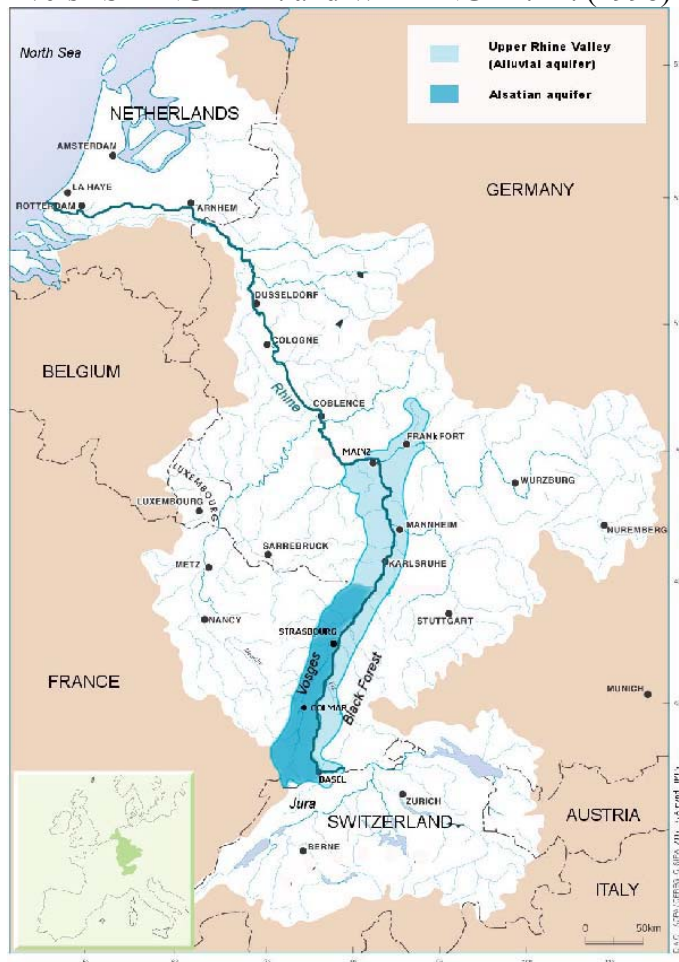 North Sea
Upper Rhine Valley
(Alluvial aquifer)
Alsatian aquifer
NETHERLANDS
AMSTERDAM
LA HAYE
ROTTERDAM
ARNHEM
GERMANY
DUSSELDORF
COLOGNE
BELGIUM
Rhine
COBLENCE
FRANKFORT
MAINZ
LUXEMBOURG
WURZBURG
LUXEMBOURG
MANNHEIM
NUREMBERG
SARREBRUCK
METZ
KARLSRUHE
NANCY
STUTTGART
STRASBOURG
Vosges
Black Forest
FRANCE
MUNICH
COLMAR
BASEL
Jura
ZURICH
SWITZERLAND
AUSTRIA
BERNE
ITALY
0 50km